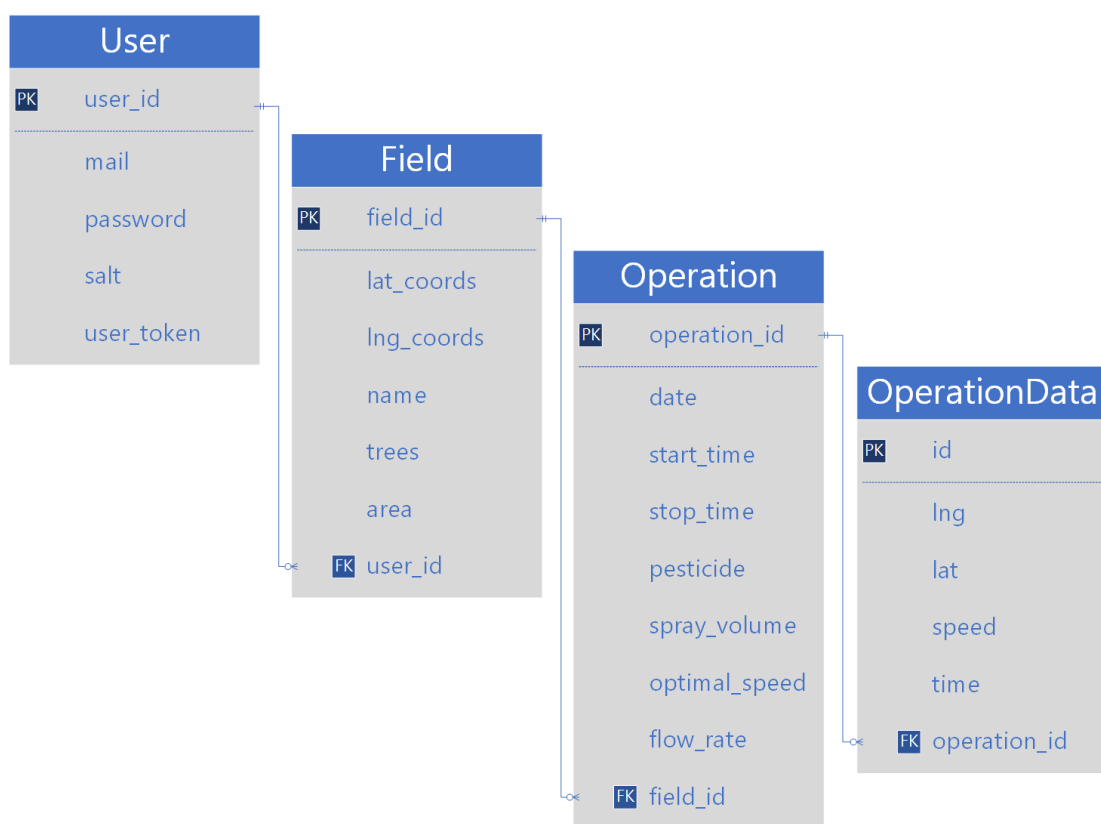 User
PK user_id
mail
password
salt
user_token
Field
PK field_id
lat_coords
lng_coords
name
trees
area
FK user_id
Operation
PK operation_id
date
start_time
stop_time
pesticide
spray_volume
optimal_speed
flow_rate
FK field_id
OperationData
PK id
lng
lat
speed
time
FK operation_id